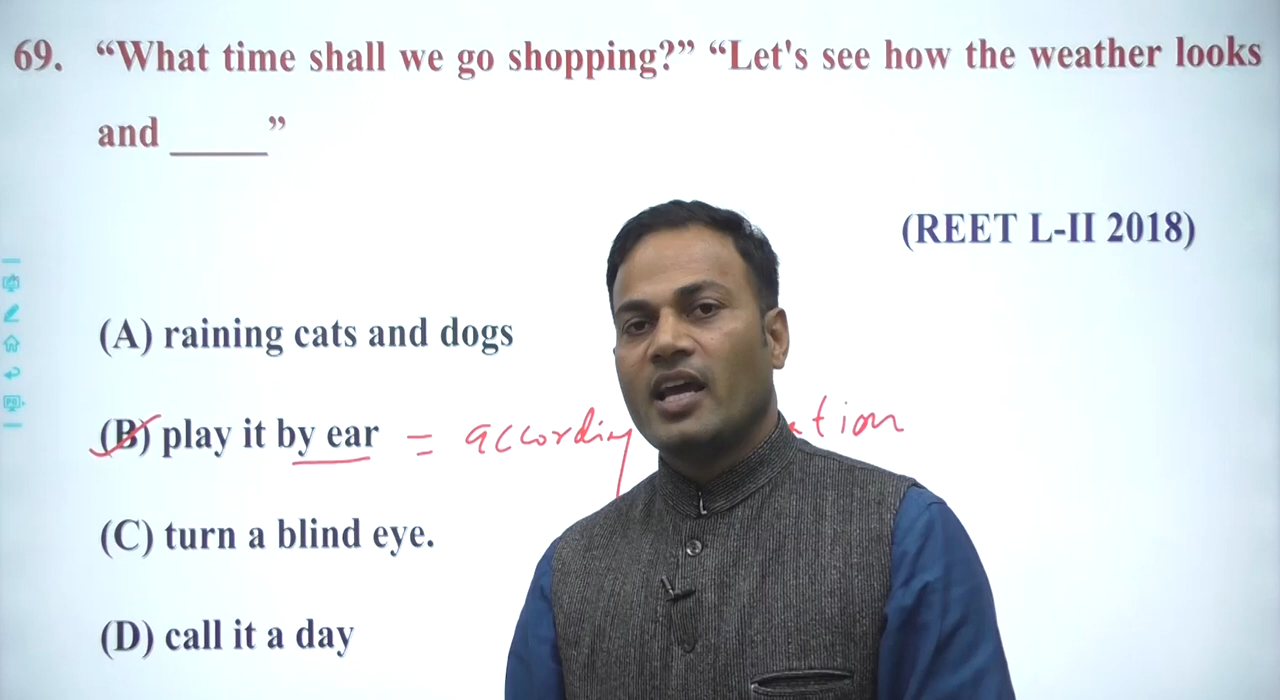 69. “What time shall we go shopping?” “Let's see how the weather looks
and _____”
(REET L-II 2018)
(A) raining cats and dogs
(B) play it by ear = according
(C) turn a blind eye.
(D) call it a day